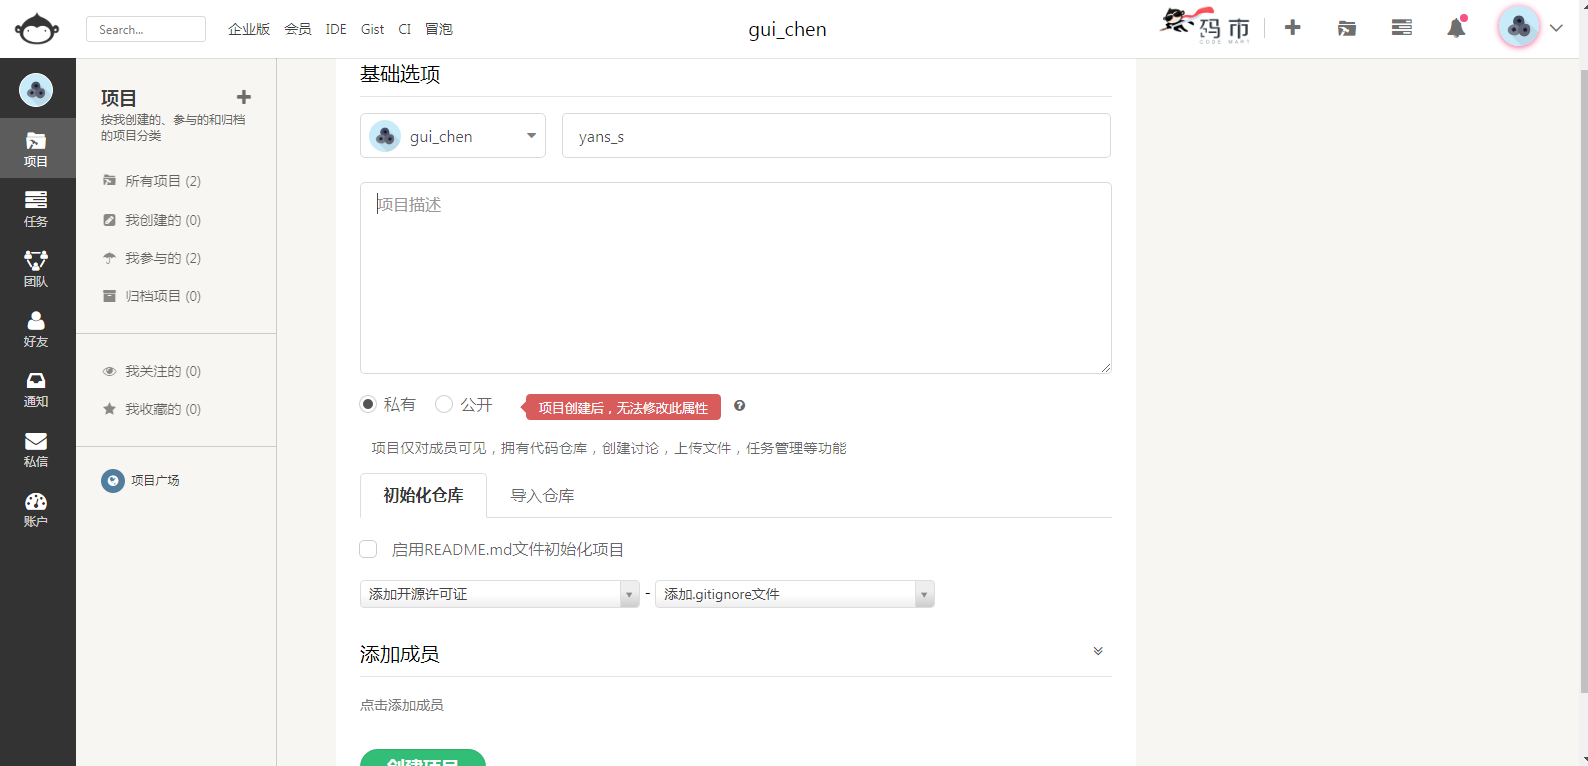 Search...
企业版 会员 IDE Gist CI 冒泡
gui_chen
码市
CODE MART
项目
任务
团队
好友
通知
私信
账户
项目
按我创建的、参与的和归档
的项目分类
所有项目 (2)
我创建的 (0)
我参与的 (2)
归档项目 (0)
我关注的 (0)
我收藏的 (0)
项目广场
基础选项
gui_chen
yans_s
项目描述
私有 公开 项目创建后，无法修改此属性
项目仅对成员可见，拥有代码仓库，创建讨论，上传文件，任务管理等功能
初始化仓库 导入仓库
启用README.md文件初始化项目
添加开源许可证 - 添加.gitignore文件
添加成员
点击添加成员
创建项目